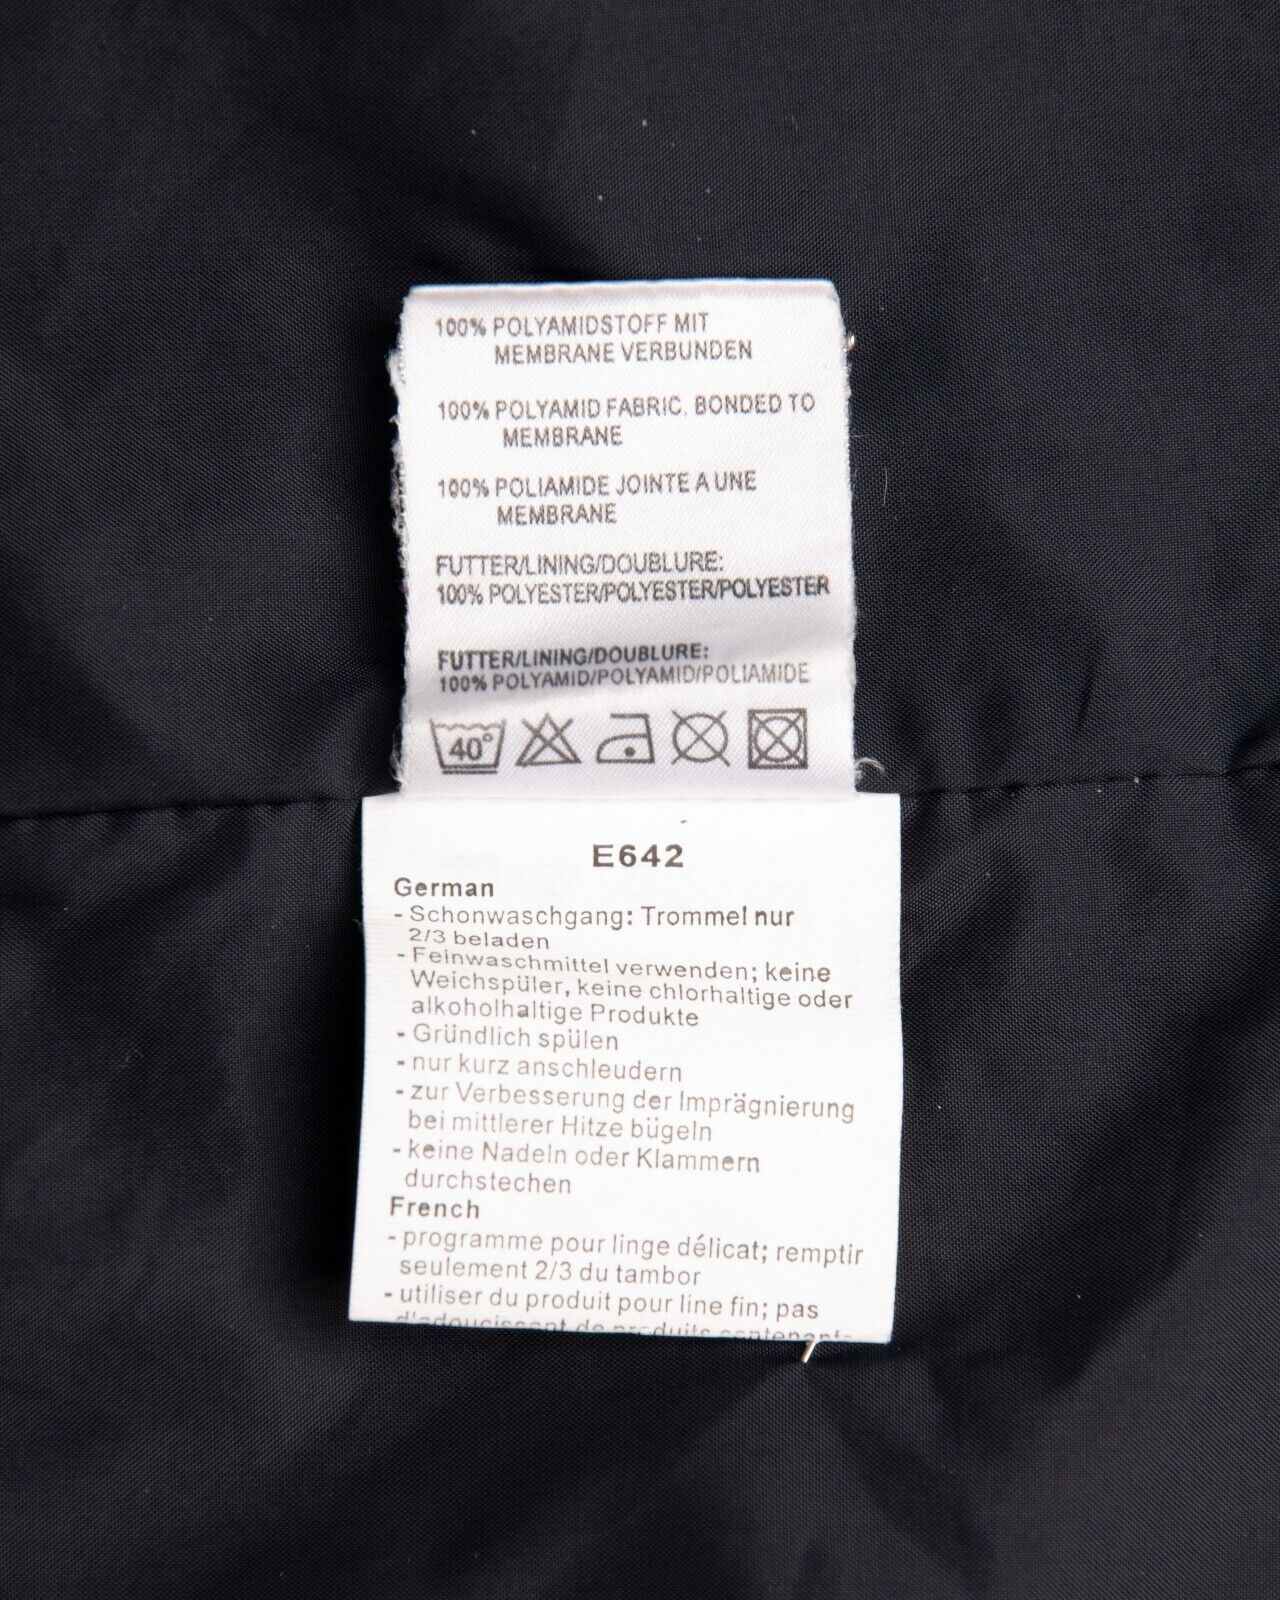 100% POLYAMIDSTOFF MIT
MEMBRANE VERBUNDEN
100% POLYAMID FABRIC, BONDED TO
MEMBRANE
100% POLIAMIDE JOINTE A UNE
MEMBRANE
FUTTER/LINING/DOUBLURE:
100% POLYESTER/POLYESTER/POLYESTER
FUTTER/LINING/DOUBLURE:
100% POLYAMID/POLYAMID/POLIAMIDE
40°
E642
German
- Schonwaschgang: Trommel nur
2/3 beladen
- Feinwaschmittel verwenden; keine
Weichspüler, keine chlorhaltige oder
alkoholhaltige Produkte
- Gründlich spülen
- nur kurz anschleudern
- zur Verbesserung der Imprägnierung
bei mittlerer Hitze bügeln
- keine Nadeln oder Klammern
durchstechen
French
- programme pour linge délicat; remptir
seulement 2/3 du tambor
- utiliser du produit pour line fin; pas
d'adoucissant de produits contenant